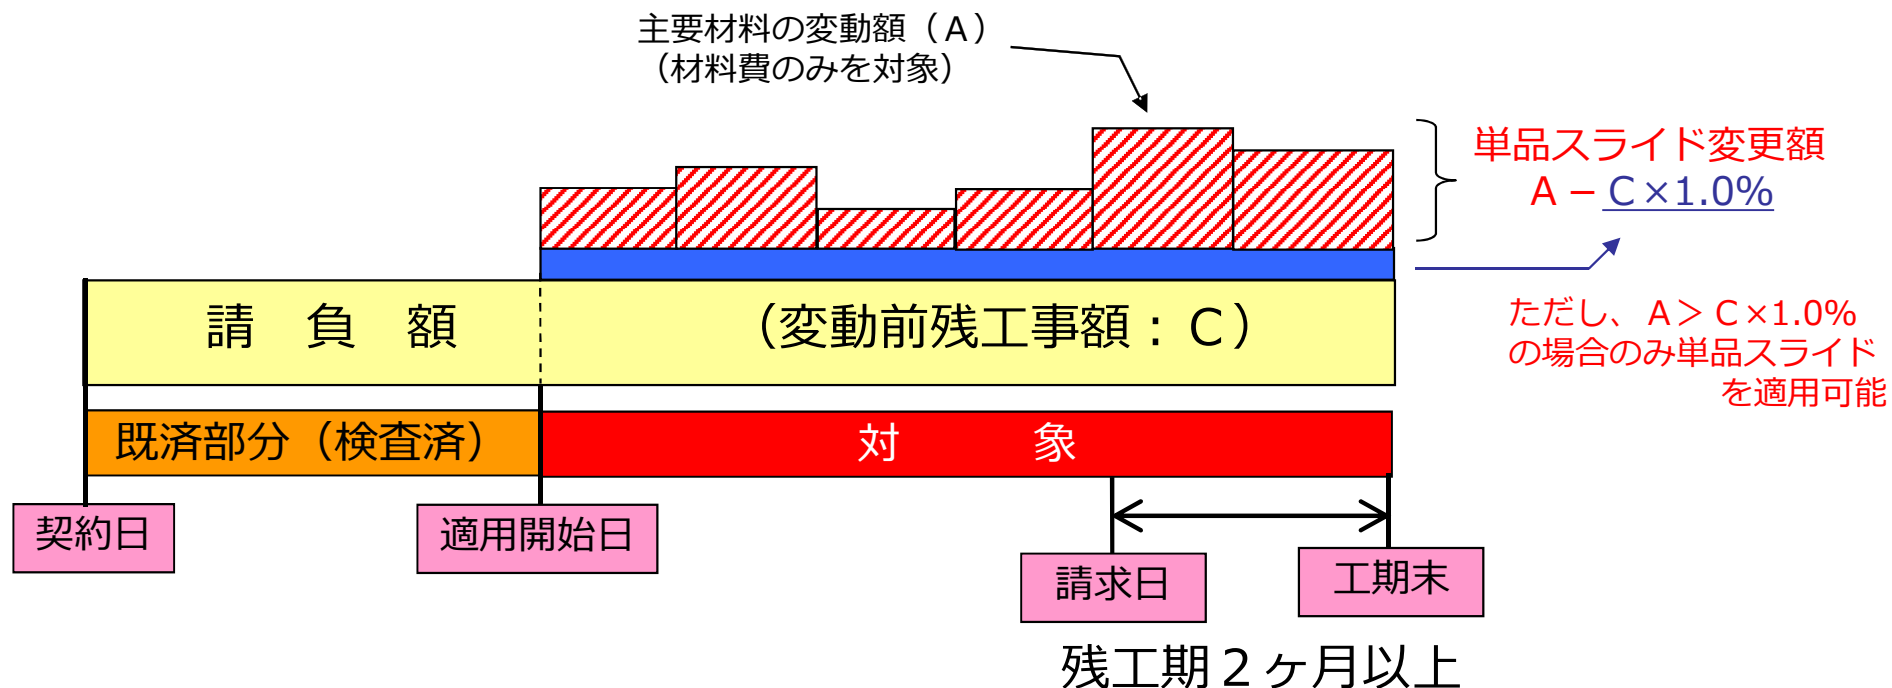 主要材料の変動額（Ａ）
（材料費のみを対象）
単品スライド変更額
Ａ－Ｃ×1.0%
ただし、Ａ＞Ｃ×1.0%
の場合のみ単品スライド
を適用可能
請　負　額
（変動前残工事額：Ｃ）
既済部分（検査済）
対　象
契約日
適用開始日
請求日
工期末
残工期２ヶ月以上